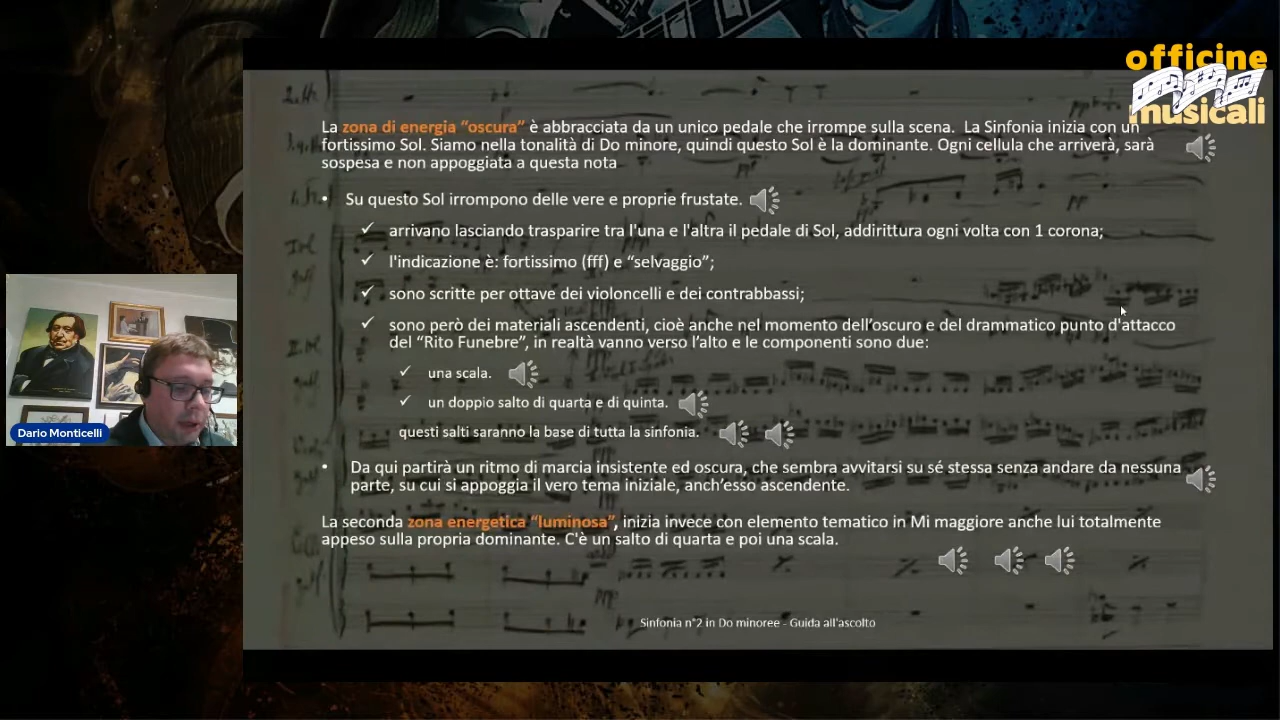 officine
musicali
La zona di energia “oscura” è abbracciata da un unico pedale che irrompe sulla scena. La Sinfonia inizia con un
fortissimo Sol. Siamo nella tonalità di Do minore, quindi questo Sol è la dominante. Ogni cellula che arriverà, sarà
sospesa e non appoggiata a questa nota
• Su questo Sol irrompono delle vere e proprie frustate.
✓ arrivano lasciando trasparire tra l'una e l'altra il pedale di Sol, addirittura ogni volta con 1 corona;
✓ l'indicazione è: fortissimo (fff) e “selvaggio”;
✓ sono scritte per ottave dei violoncelli e dei contrabbassi;
✓ sono però dei materiali ascendenti, cioè anche nel momento dell’oscuro e del drammatico punto d'attacco
del “Rito Funebre”, in realtà vanno verso l’alto e le componenti sono due:
✓ una scala.
✓ un doppio salto di quarta e di quinta.
questi salti saranno la base di tutta la sinfonia.
• Da qui partirà un ritmo di marcia insistente ed oscura, che sembra avvitarsi su sé stessa senza andare da nessuna
parte, su cui si appoggia il vero tema iniziale, anch’esso ascendente.
La seconda zona energetica “luminosa”, inizia invece con elemento tematico in Mi maggiore anche lui totalmente
appeso sulla propria dominante. C'è un salto di quarta e poi una scala.
Sinfonia n°2 in Do minoree - Guida all'ascolto
Dario Monticelli